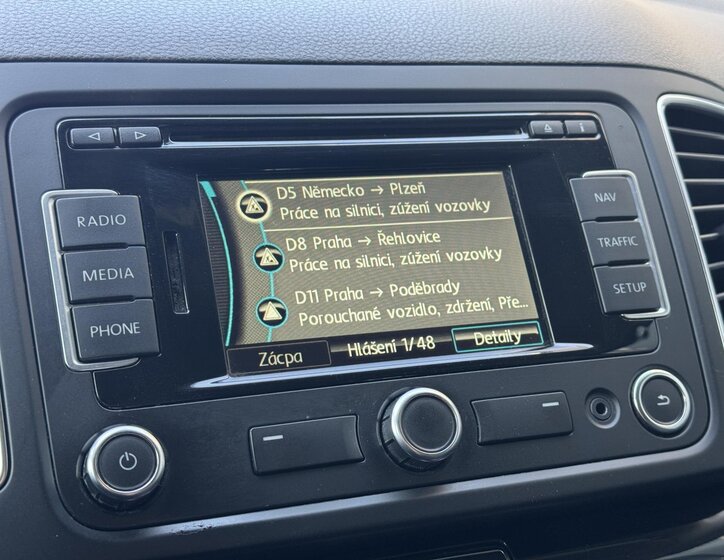 RADIO
MEDIA
PHONE
D5 Německo → Plzeň
Práce na silnici, zúžení vozovky
D8 Praha → Řehlovice
Práce na silnici, zúžení vozovky
D11 Praha → Poděbrady
Porouchané vozidlo, zdržení, Pře...
Zácpa
Hlášení 1/48
Detaily
i
NAV
TRAFFIC
SETUP